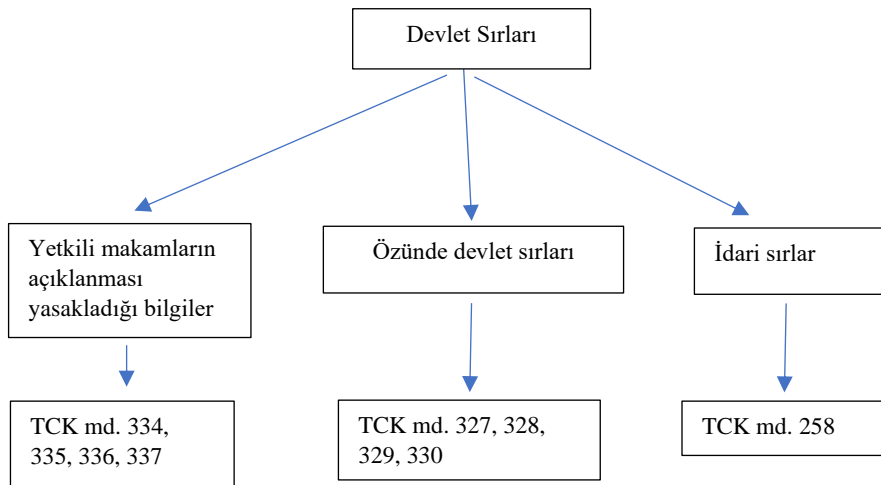 Devlet Sırları
Yetkili makamların
açıklanması
yasakladığı bilgiler
Özünde devlet sırları
İdari sırlar
TCK md. 334,
335, 336, 337
TCK md. 327, 328,
329, 330
TCK md. 258